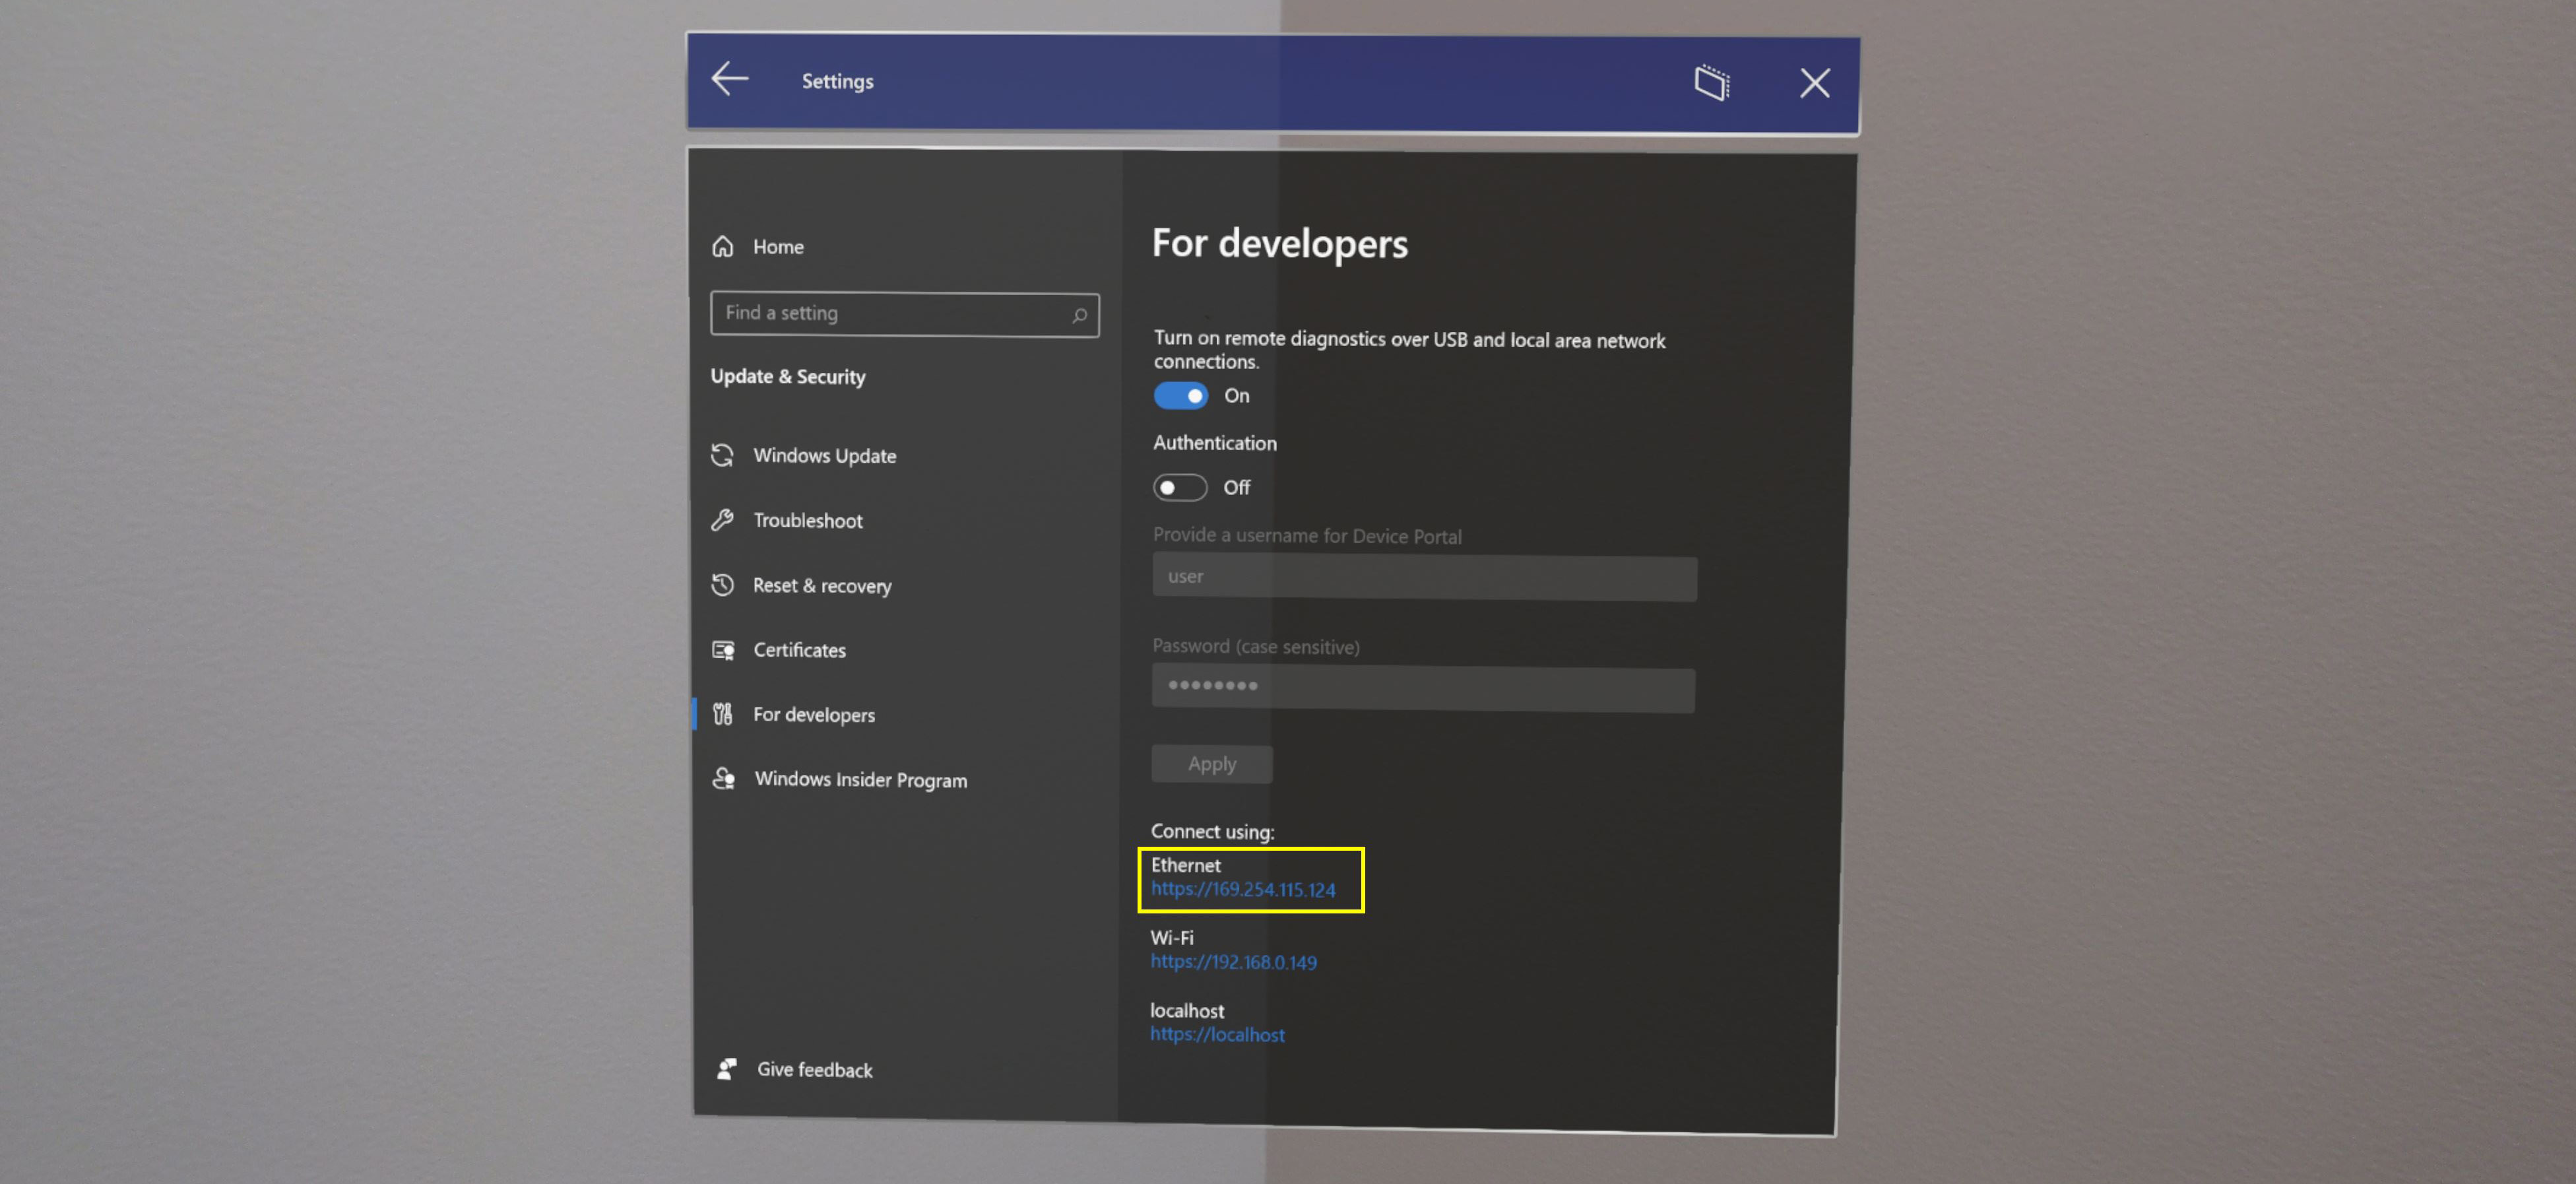 Settings
Home
Find a setting
Update & Security
Windows Update
Troubleshoot
Reset & recovery
Certificates
For developers
Windows Insider Program
Give feedback
For developers
Turn on remote diagnostics over USB and local area network
connections.
On
Authentication
Off
Provide a username for Device Portal
user
Password (case sensitive)
Apply
Connect using:
Ethernet
https://169.254.115.124
Wi-Fi
https://192.168.0.149
localhost
https://localhost